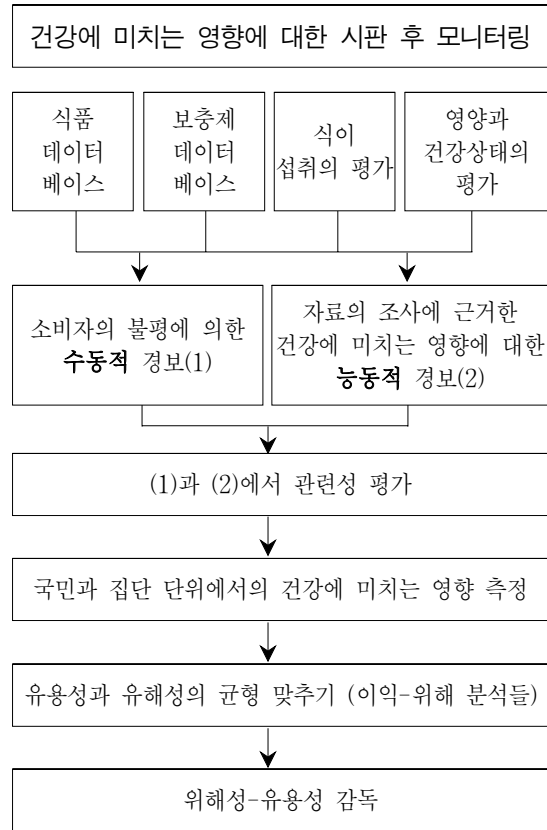 건강에 미치는 영향에 대한 시판 후 모니터링
식품
데이터
베이스
보충제
데이터
베이스
식이
섭취의 평가
영양과
건강상태의
평가
소비자의 불평에 의한
수동적 경보(1)
자료의 조사에 근거한
건강에 미치는 영향에 대한
능동적 경보(2)
(1)과 (2)에서 관련성 평가
국민과 집단 단위에서의 건강에 미치는 영향 측정
유용성과 유해성의 균형 맞추기 (이익-위해 분석들)
위해성-유용성 감독